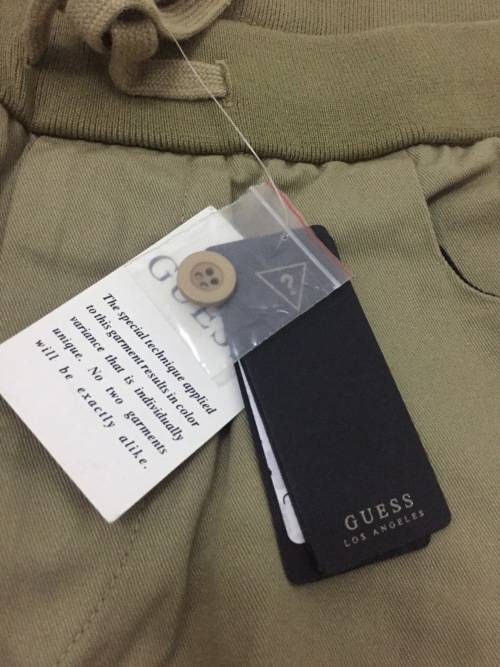 GUESS
The special technique applied
to this garment results in color
variance that is individually
unique. No two garments
will be exactly alike.
?
GUESS
LOS ANGELES